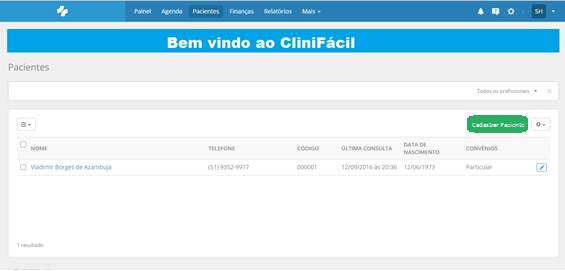 Painel Agenda Pacientes Finanças Relatórios Mais SH
Bem vindo ao CliniFácil
Pacientes
Todos os profissionais
Cadastrar Paciente
NOME TELEFONE CÓDIGO ÚLTIMA CONSULTA DATA DE NASCIMENTO CONVÊNIOS
Vladimir Borges de Azambuja (51) 9352-9917 000001 12/09/2016 às 20:36 12/06/1973 Particular
1 resultado